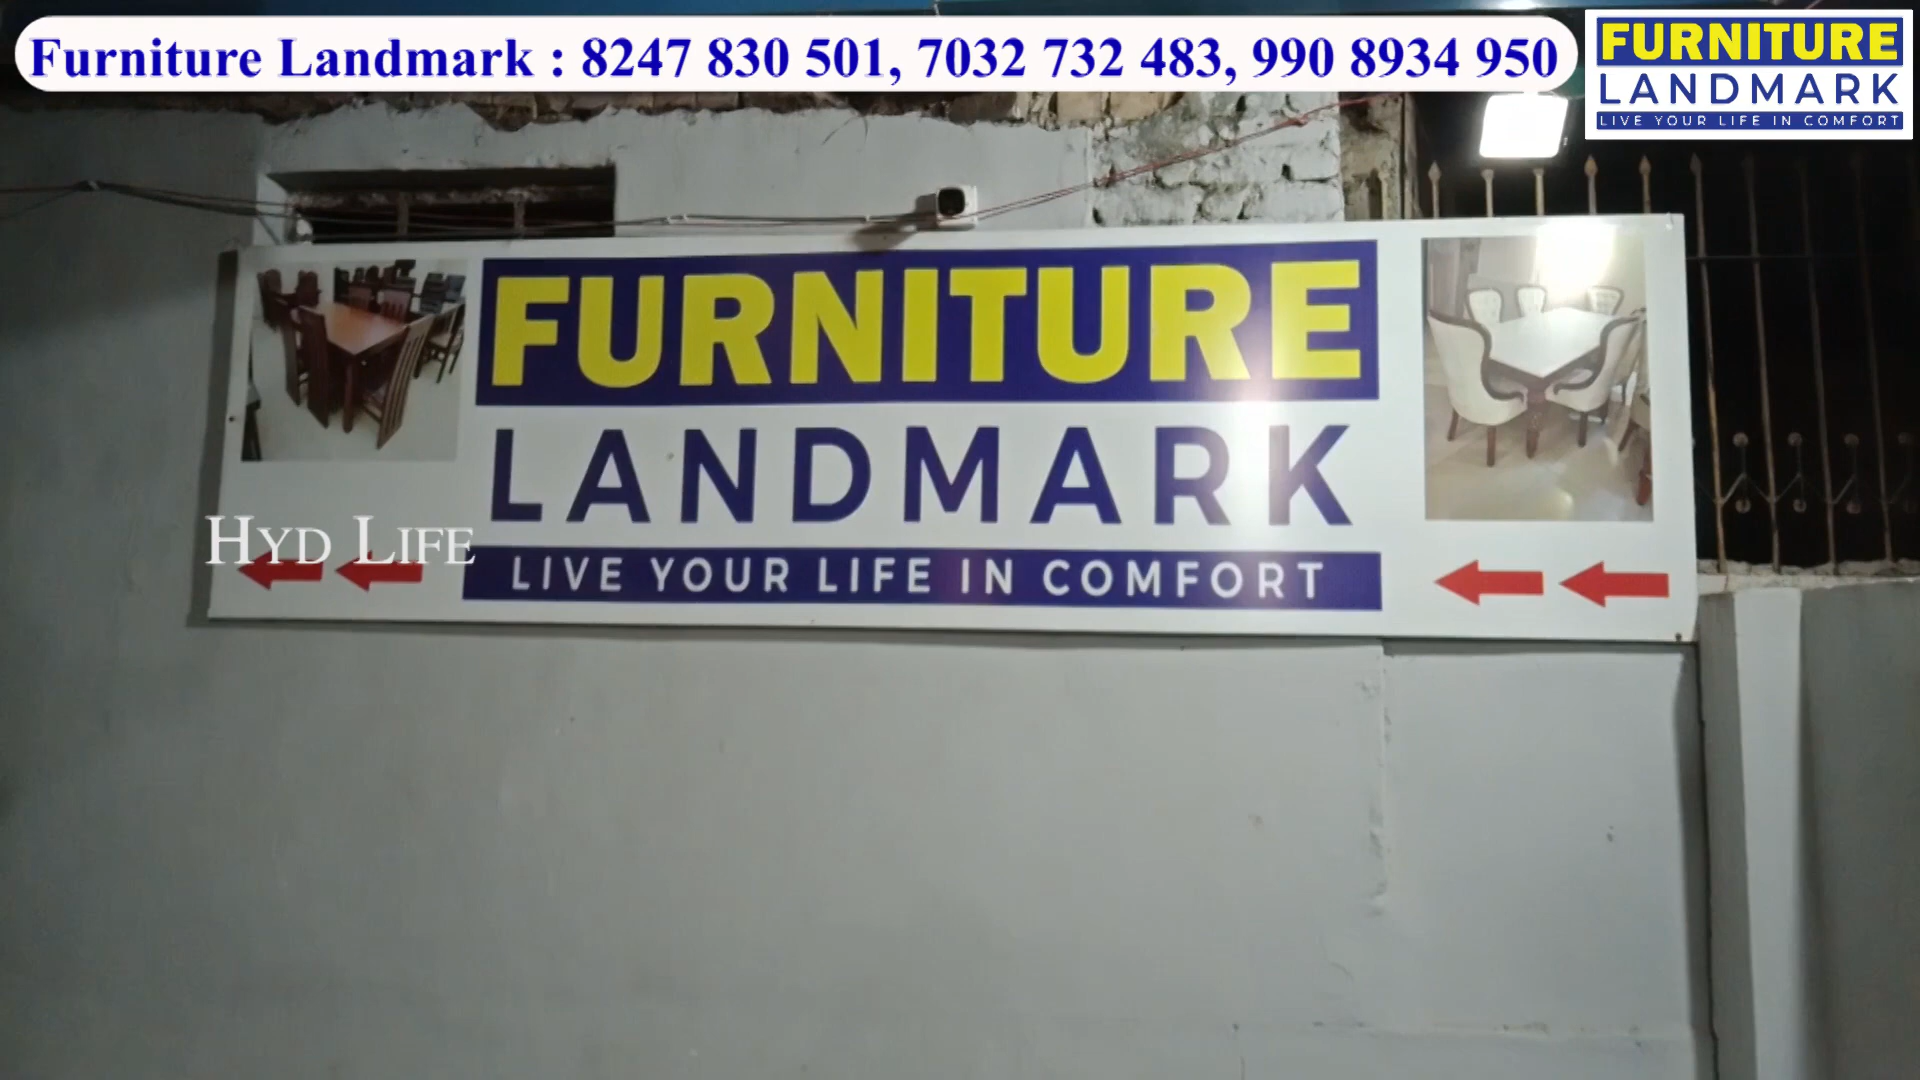 Furniture Landmark : 8247 830 501, 7032 732 483, 990 8934 950
FURNITURE
LANDMARK
LIVE YOUR LIFE IN COMFORT
FURNITURE
LANDMARK
HYD LIFE
LIVE YOUR LIFE IN COMFORT